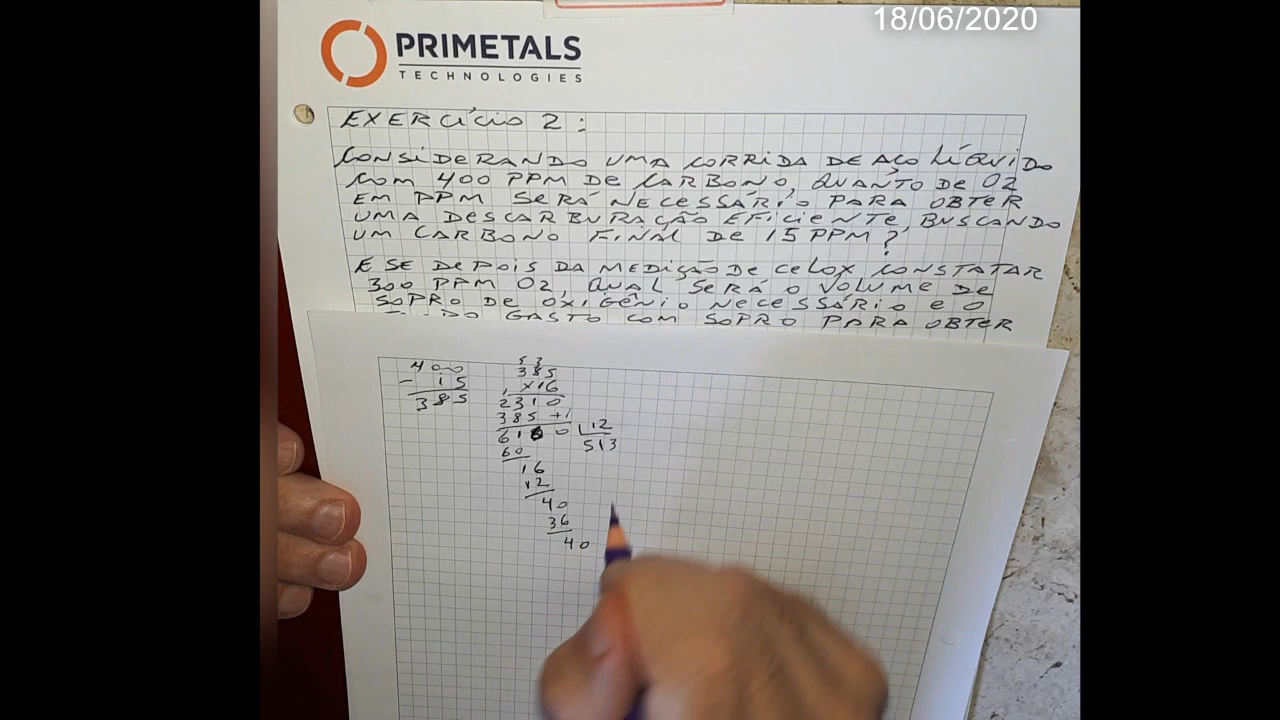 18/06/2020
PRIMETALS
TECHNOLOGIES
EXERCÍCIO 2:
CONSIDERANDO UMA CORRIDA DE AÇO LÍQUIDO
COM 400 PPM DE CARBONO, QUANTO DE O2
EM PPM SERÁ NECESSÁRIO PARA OBTER
UMA DESCARBURAÇÃO EFICIENTE, BUSCANDO
UM CARBONO FINAL DE 15 PPM?
E SE DEPOIS DA MEDIÇÃO DE CELOX CONSTATAR
300 PPM O2, QUAL SERÁ O VOLUME DE
SOPRO DE OXIGÊNIO NECESSÁRIO E O
GASTO COM SOPRO PARA OBTER
400
- 15
385
53
385
x16
2310
385 +1
6160 12
60 513
16
12
40
36
40